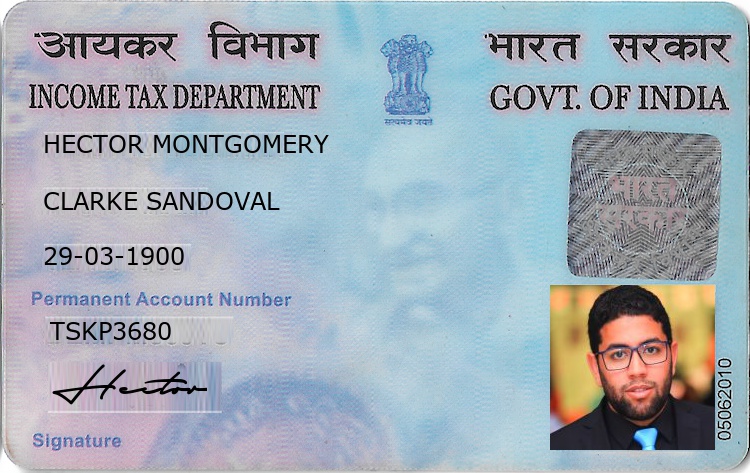 आयकर विभाग
भारत सरकार
INCOME TAX DEPARTMENT
GOVT. OF INDIA
सत्यमेव जयते
HECTOR MONTGOMERY
CLARKE SANDOVAL
29-03-1900
भारत
सरकार
Permanent Account Number
TSKP3680
Hector
Signature
05062010